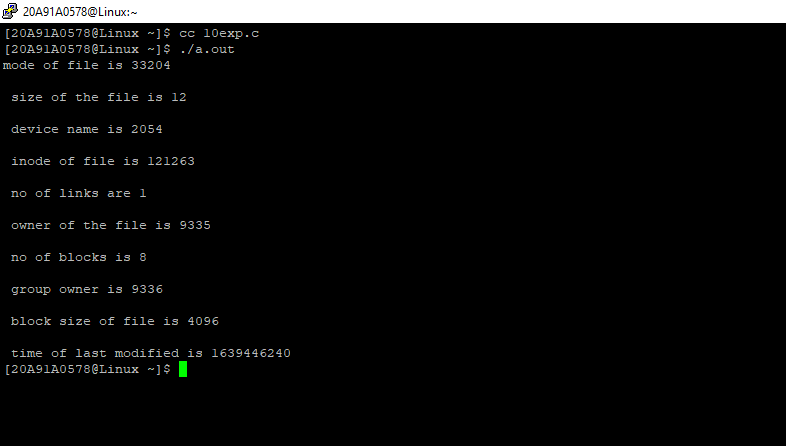 20A91A0578@Linux:~
[20A91A0578@Linux ~]$ cc 10exp.c
[20A91A0578@Linux ~]$ ./a.out
mode of file is 33204
size of the file is 12
device name is 2054
inode of file is 121263
no of links are 1
owner of the file is 9335
no of blocks is 8
group owner is 9336
block size of file is 4096
time of last modified is 1639446240
[20A91A0578@Linux ~]$